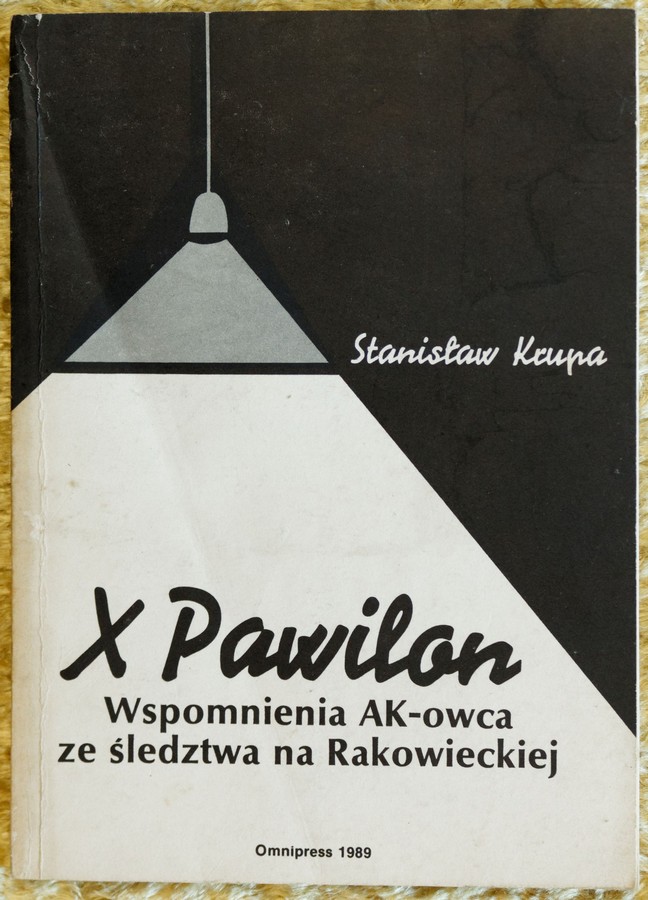 Stanisław Krupa
X Pawilon
Wspomnienia AK-owca
ze śledztwa na Rakowieckiej
Omnipress 1989